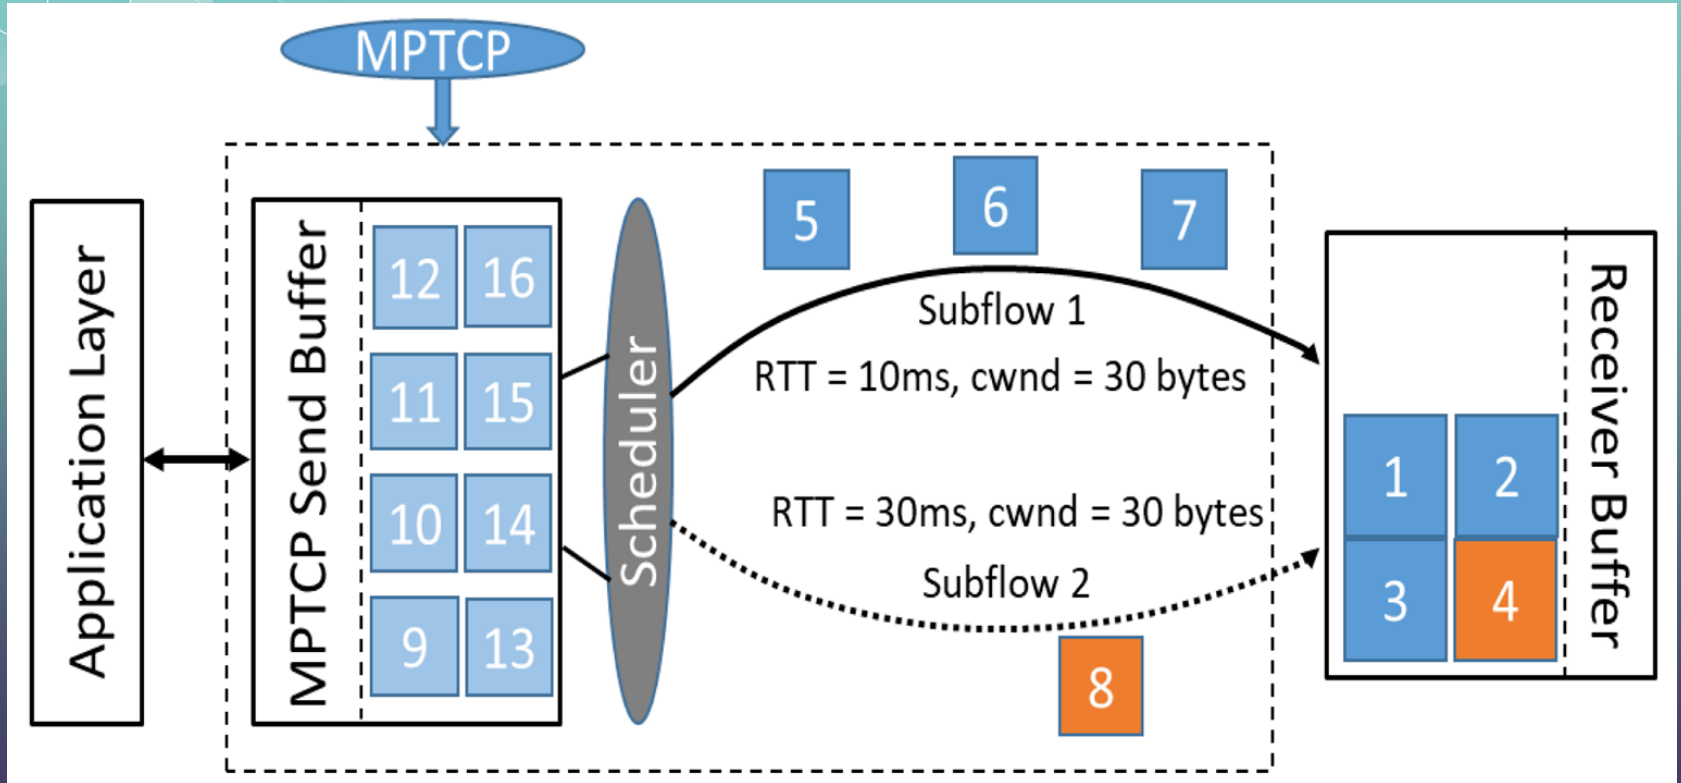 MPTCP
Application Layer
MPTCP Send Buffer
12 16
11 15
10 14
9 13
Scheduler
5 6 7
Subflow 1
RTT = 10ms, cwnd = 30 bytes
RTT = 30ms, cwnd = 30 bytes
Subflow 2
8
1 2
3 4
Receiver Buffer